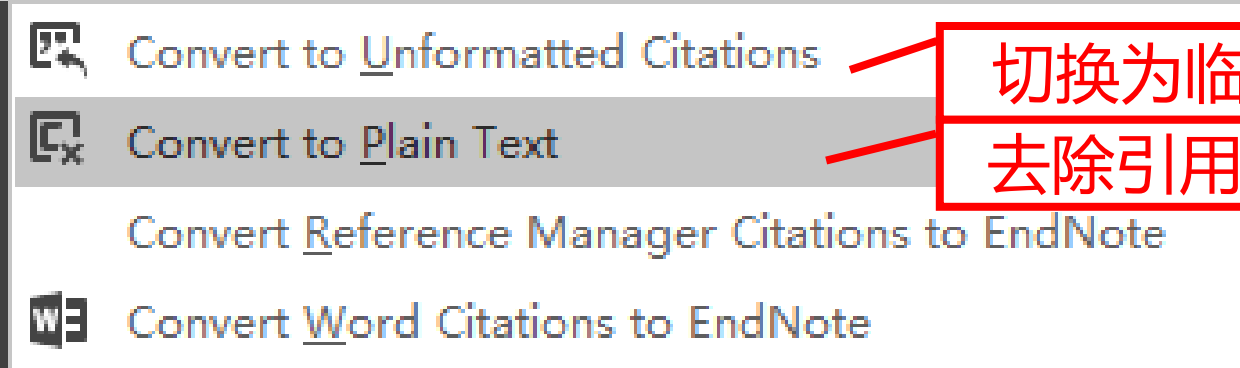 Convert to Unformatted Citations
切换为临
Convert to Plain Text
去除引用
Convert Reference Manager Citations to EndNote
Convert Word Citations to EndNote